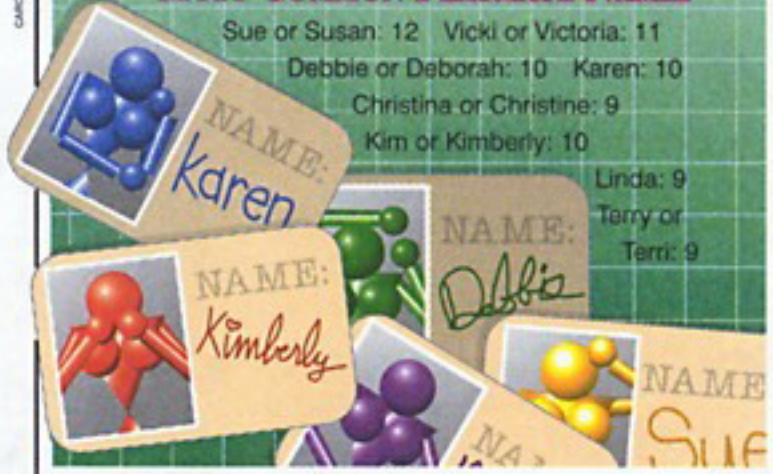 Sue or Susan: 12 Vicki or Victoria: 11
Debbie or Deborah: 10 Karen: 10
Christina or Christine: 9
Kim or Kimberly: 10
Linda: 9
Terry or
Terri: 9
NAME:
Karen
NAME:
Debbie
NAME:
Kimberly
NAME
Sue
NA